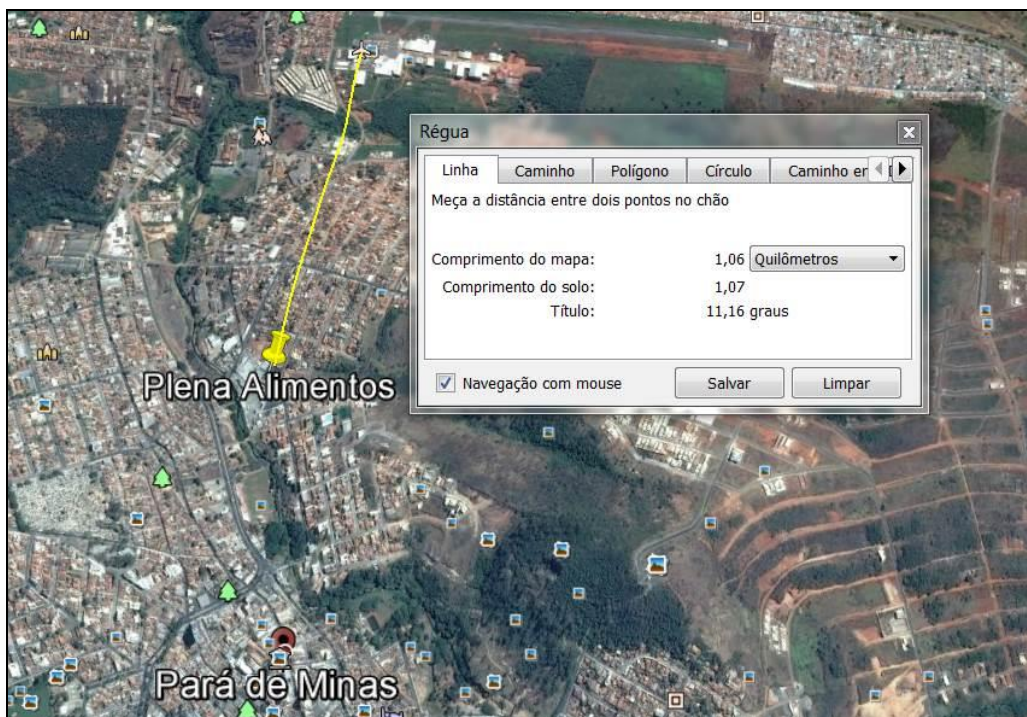 Régua
Linha
Caminho
Polígono
Círculo
Caminho em
Meça a distância entre dois pontos no chão
Comprimento do mapa:
1,06 Quilômetros
Comprimento do solo:
1,07
Título:
11,16 graus
Navegação com mouse
Salvar
Limpar
Plena Alimentos
Pará de Minas